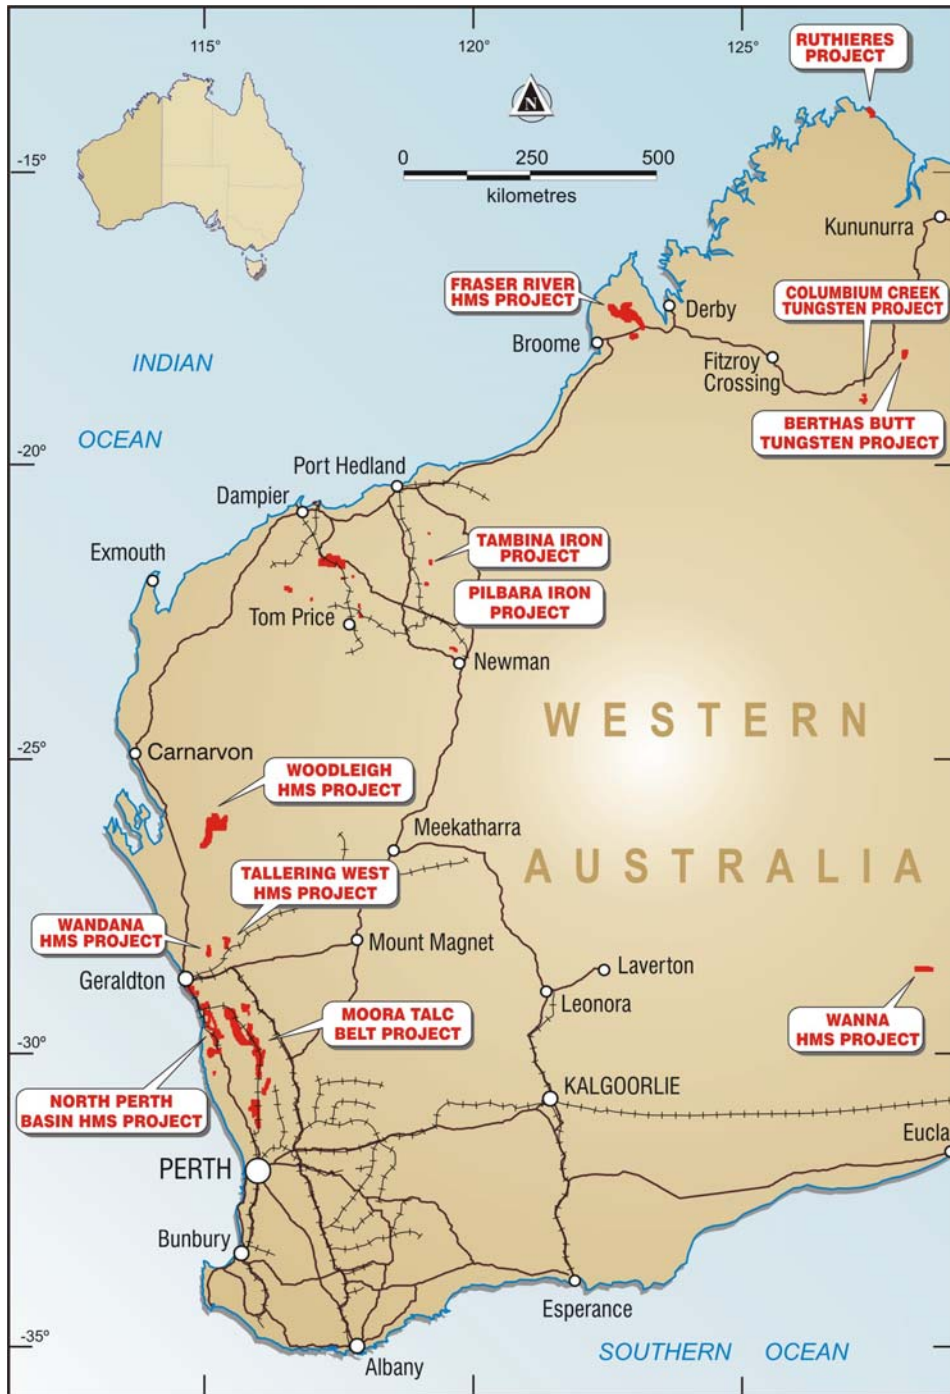 115°
120°
125°
RUTHIERES
PROJECT
N
-15°
0
250
500
kilometres
Kununurra
FRASER RIVER
HMS PROJECT
COLUMBIUM CREEK
TUNGSTEN PROJECT
Derby
Broome
INDIAN
Fitzroy
Crossing
BERTHAS BUTT
TUNGSTEN PROJECT
OCEAN
-20°
Port Hedland
Dampier
TAMBINA IRON
PROJECT
Exmouth
PILBARA IRON
PROJECT
Tom Price
Newman
WESTERN
-25°
Carnarvon
WOODLEIGH
HMS PROJECT
Meekatharra
AUSTRALIA
TALLERING WEST
HMS PROJECT
WANDANA
HMS PROJECT
Mount Magnet
Geraldton
Laverton
Leonora
MOORA TALC
BELT PROJECT
WANNA
HMS PROJECT
-30°
KALGOORLIE
NORTH PERTH
BASIN HMS PROJECT
Eucla
PERTH
Bunbury
Esperance
-35°
SOUTHERN OCEAN
Albany